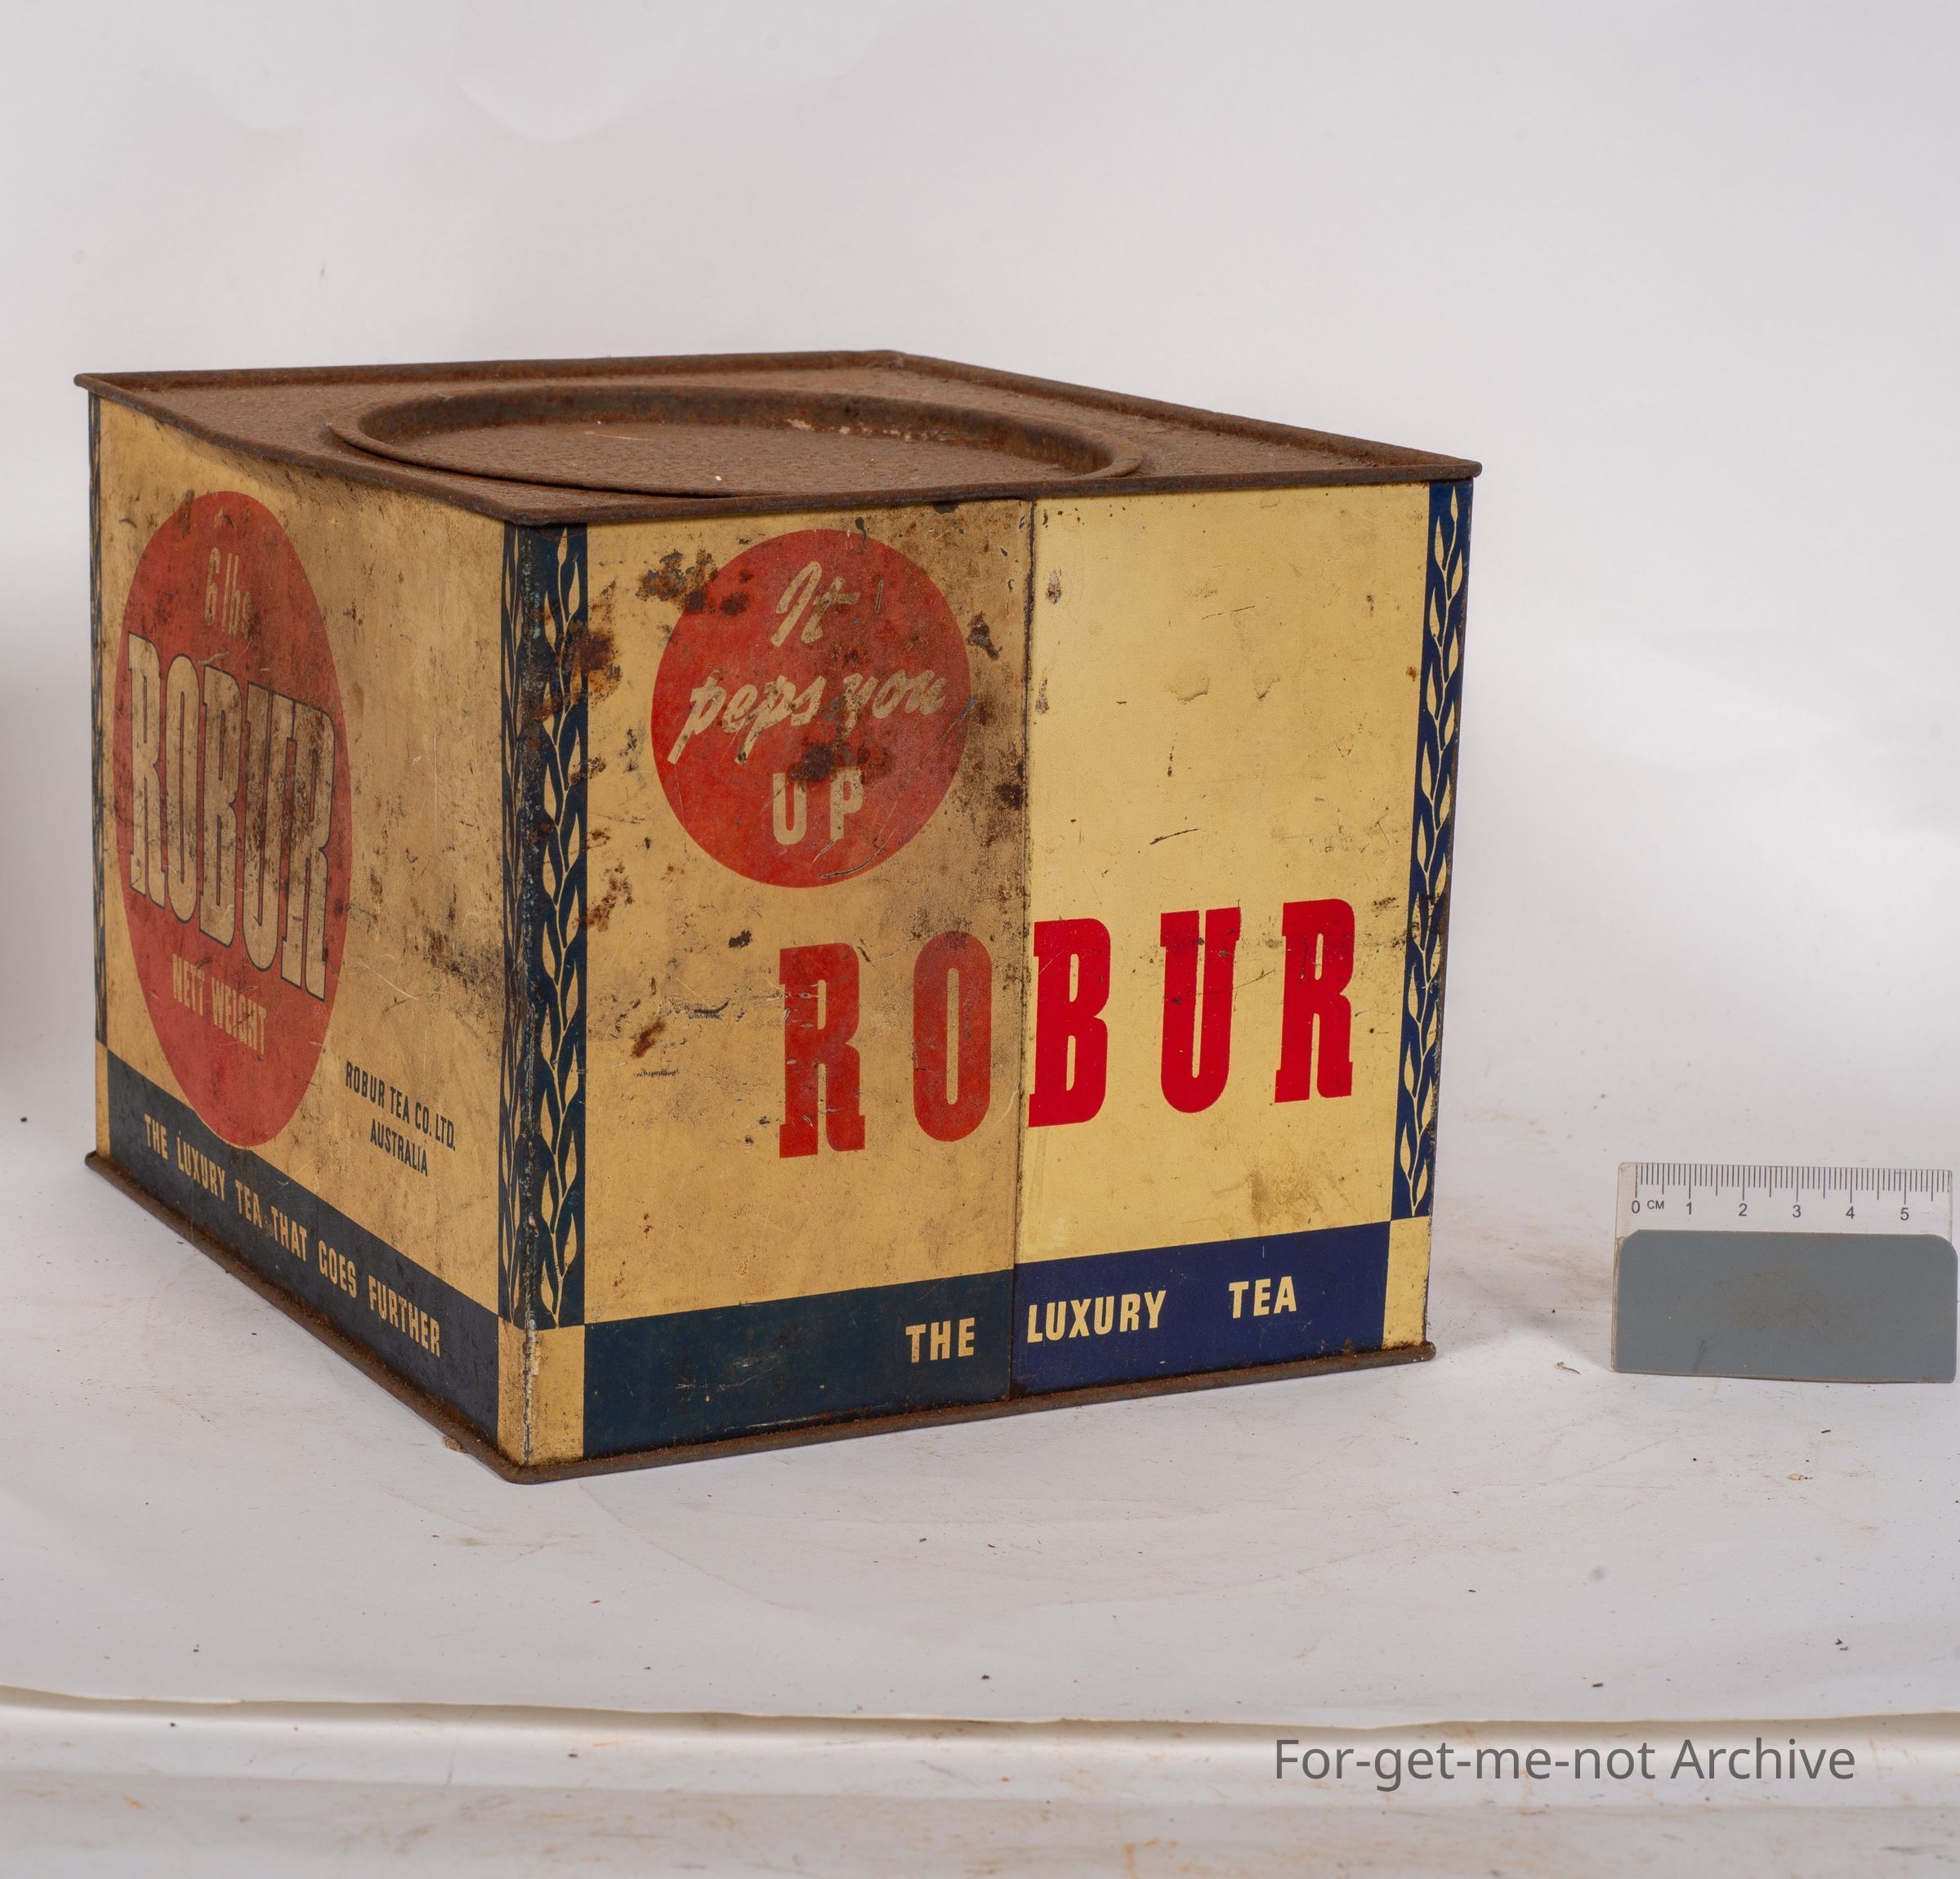 6 lbs
ROBUR
NETT WEIGHT
ROBUR TEA CO. LTD.
AUSTRALIA
THE LUXURY TEA THAT GOES FURTHER
It
peps you
UP
ROBUR
THE LUXURY TEA
0 CM 1 2 3 4 5
For-get-me-not Archive